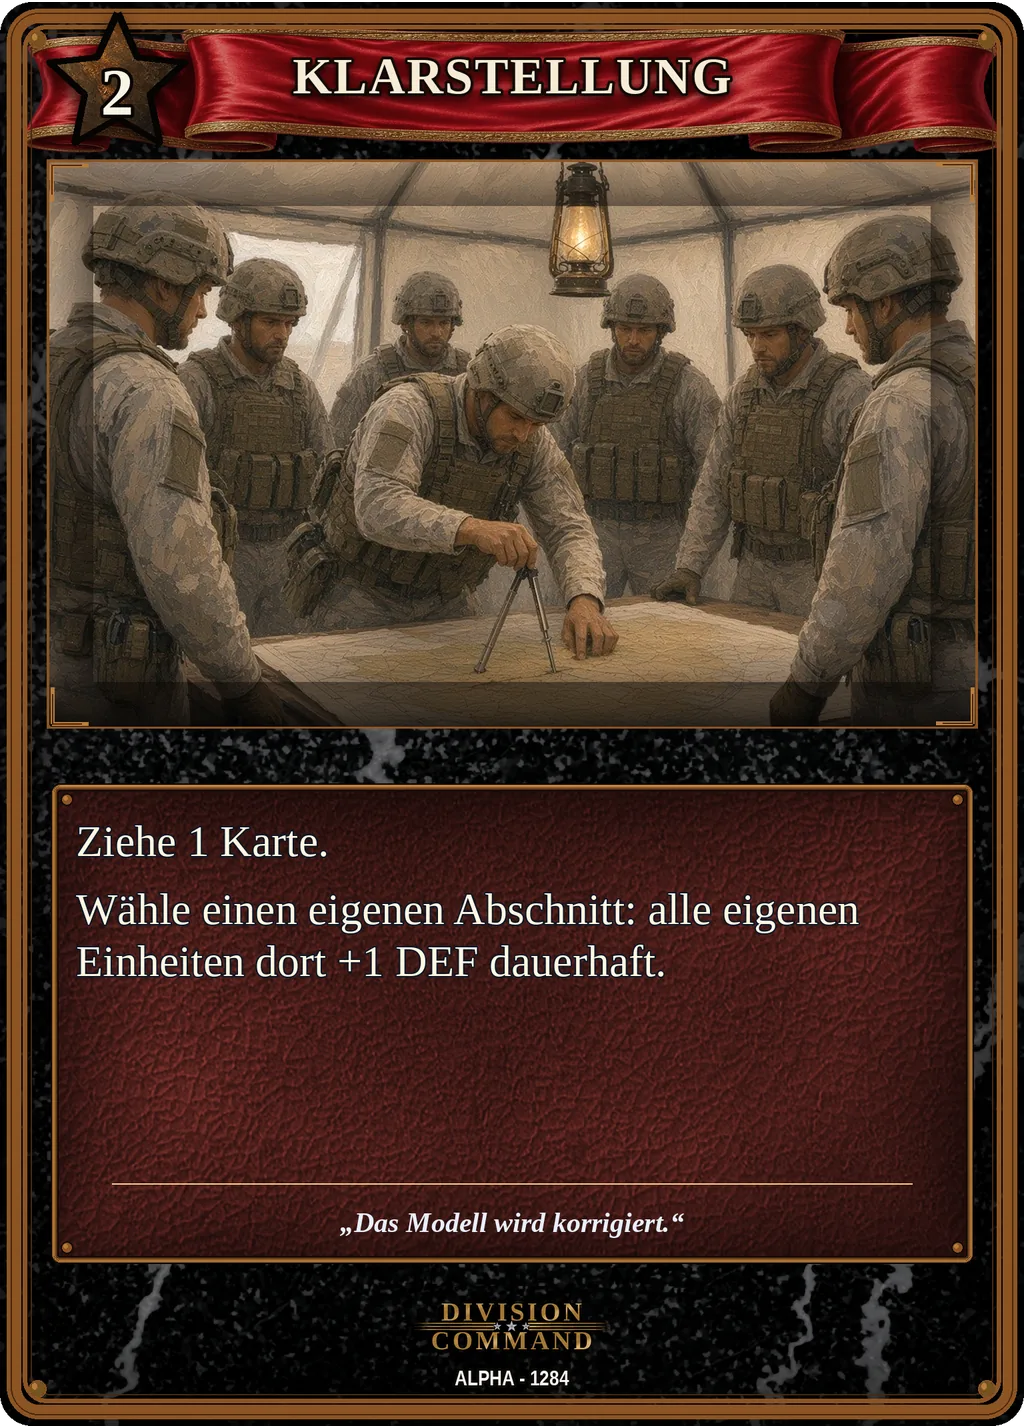 2
KLARSTELLUNG
Ziehe 1 Karte.
Wähle einen eigenen Abschnitt: alle eigenen
Einheiten dort +1 DEF dauerhaft.
„Das Modell wird korrigiert.“
DIVISION
COMMAND
ALPHA - 1284